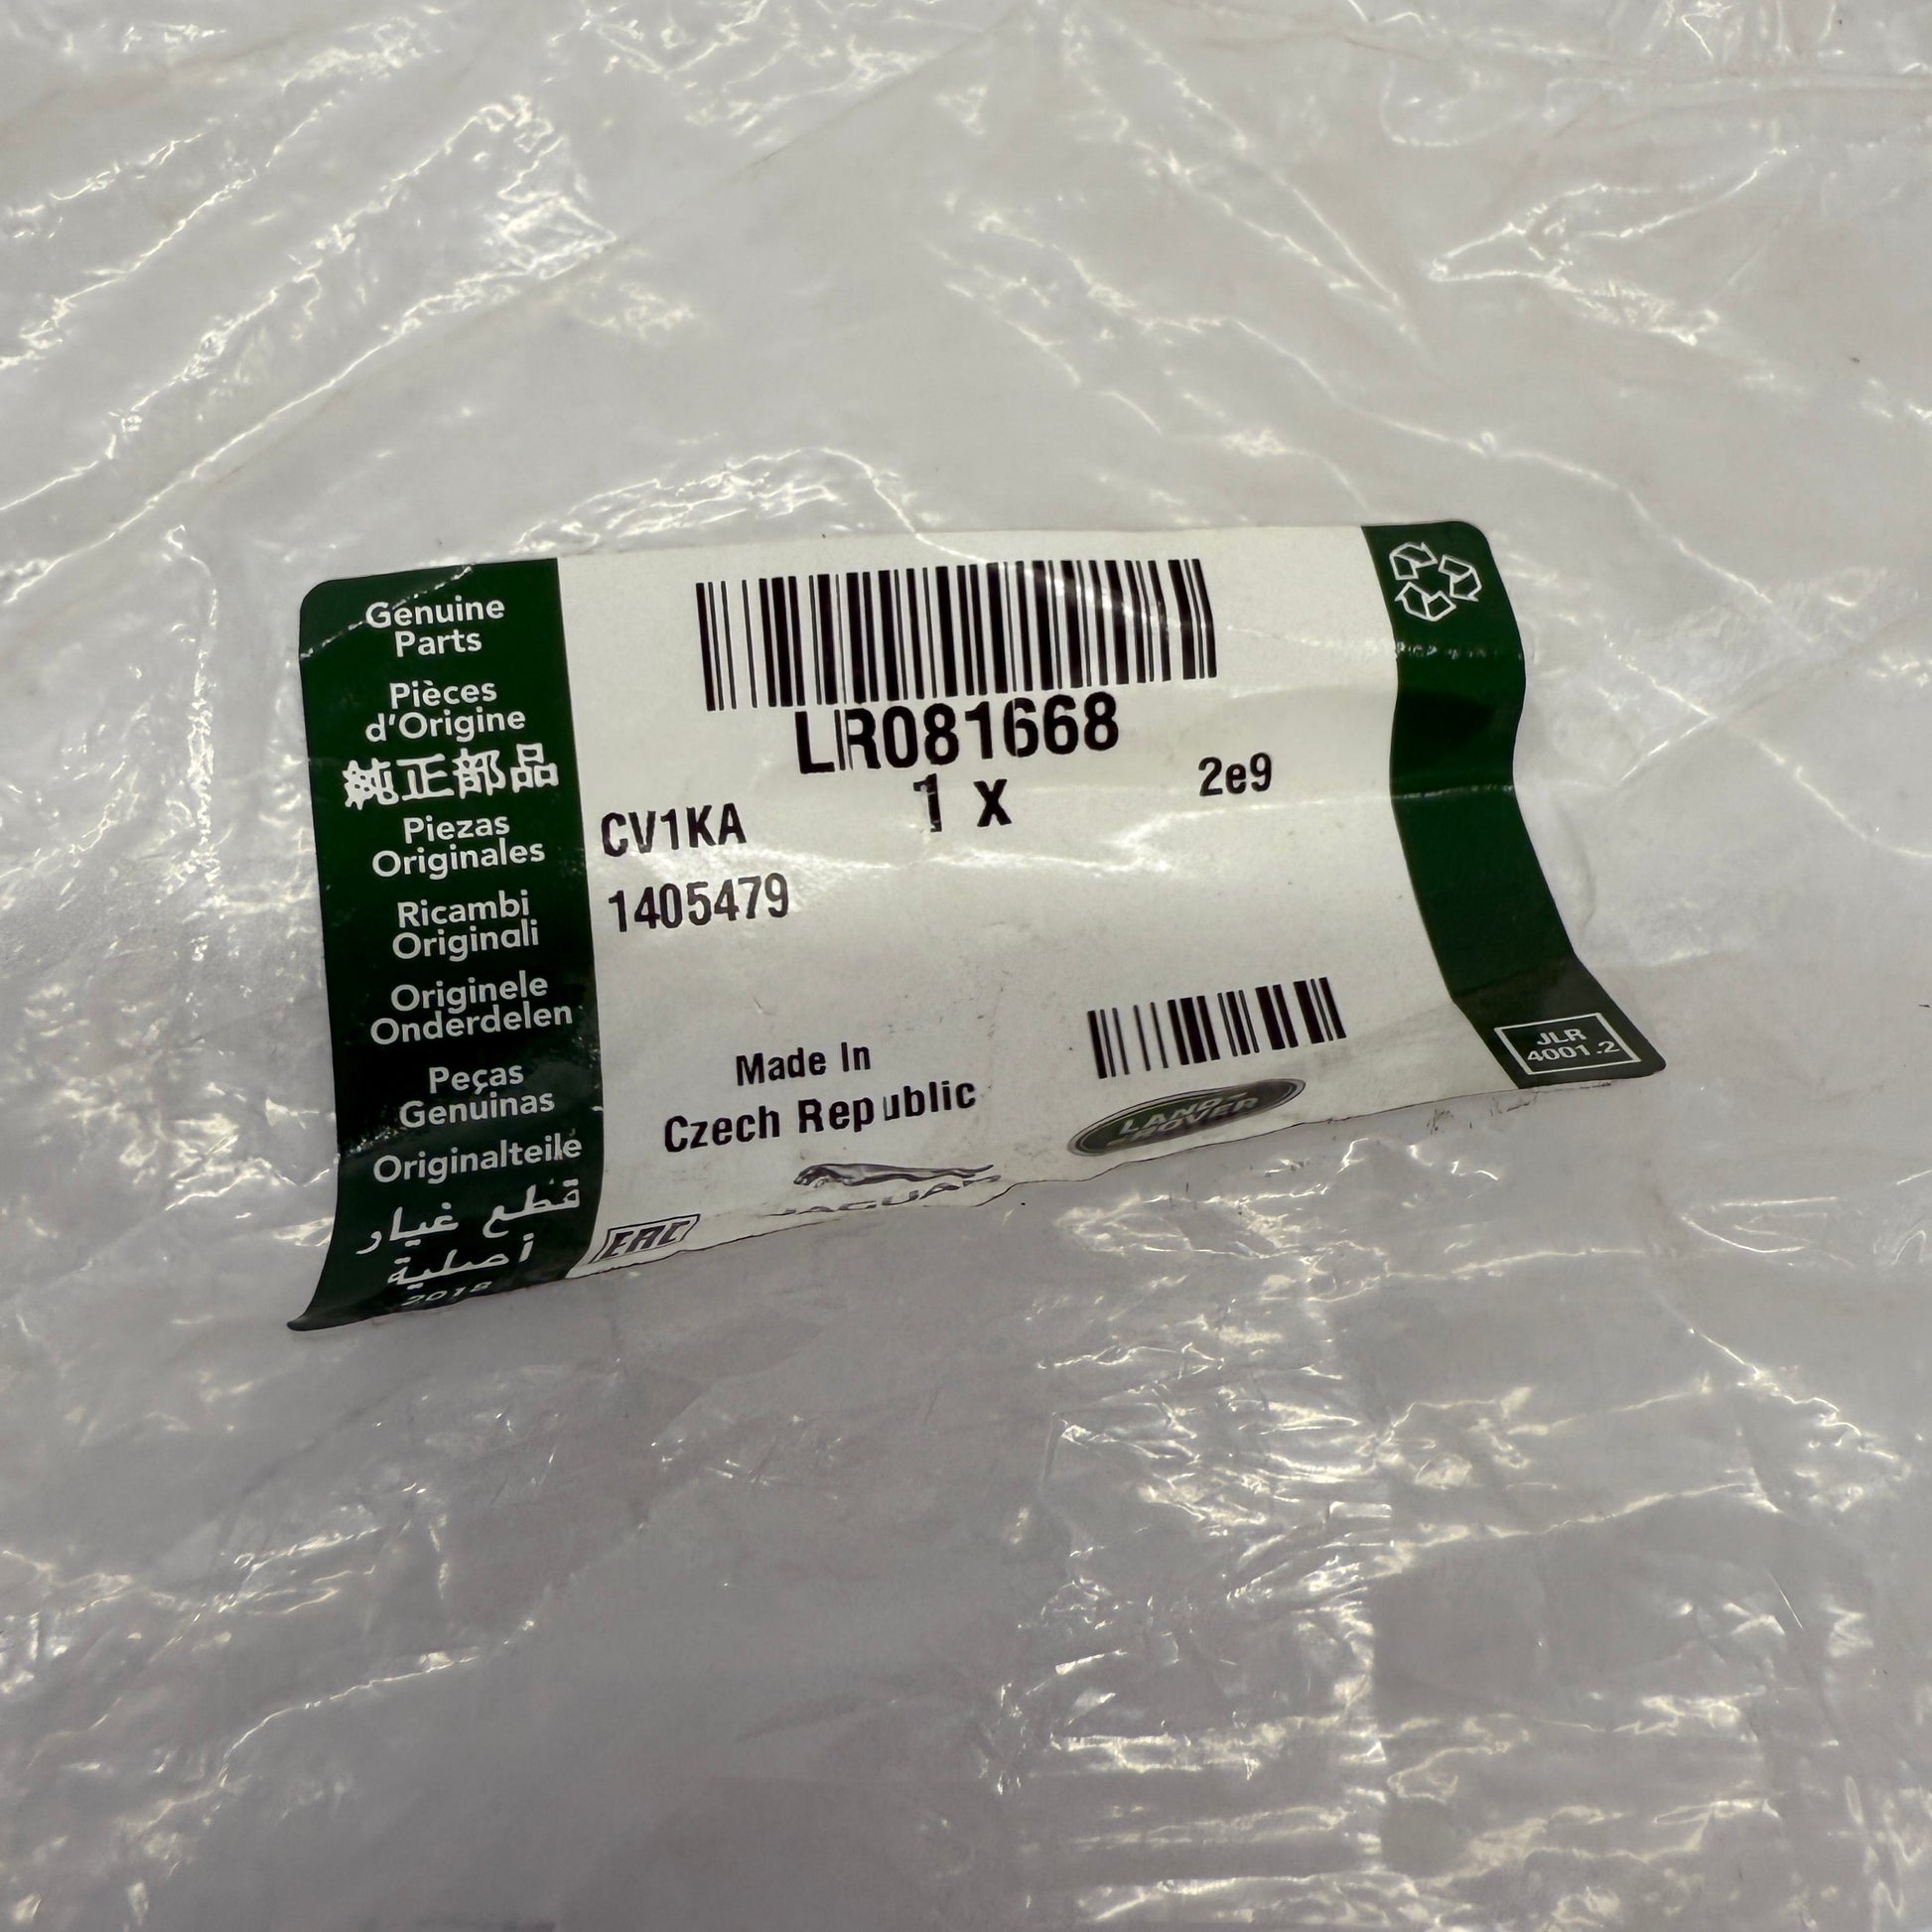 Genuine
Parts
Pièces
d'Origine
純正部品
Piezas
Originales
Ricambi
Originali
Originele
Onderdelen
Peças
Genuinas
Originalteile
قطع غيار
أصلية
2018
LR081668
1 x
2e9
CV1KA
1405479
Made In
Czech Republic
EAC
JAGUAR
LAND-
-ROVER
JLR
4001.2